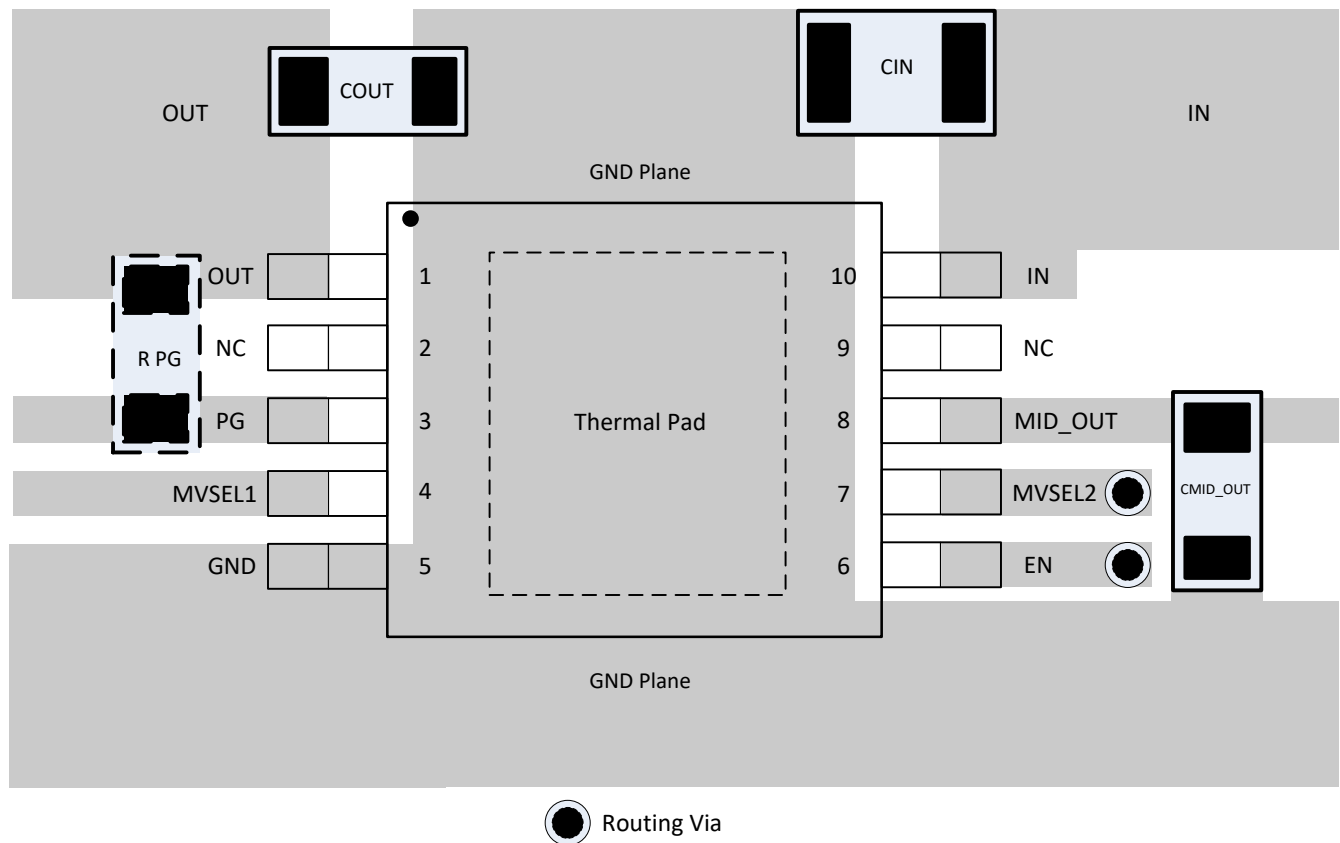 COUT
CIN
OUT
IN
GND Plane
OUT
1
10
IN
R PG
NC
2
9
NC
PG
3
Thermal Pad
8
MID_OUT
MVSEL1
4
7
MVSEL2
CMID_OUT
GND
5
6
EN
GND Plane
Routing Via